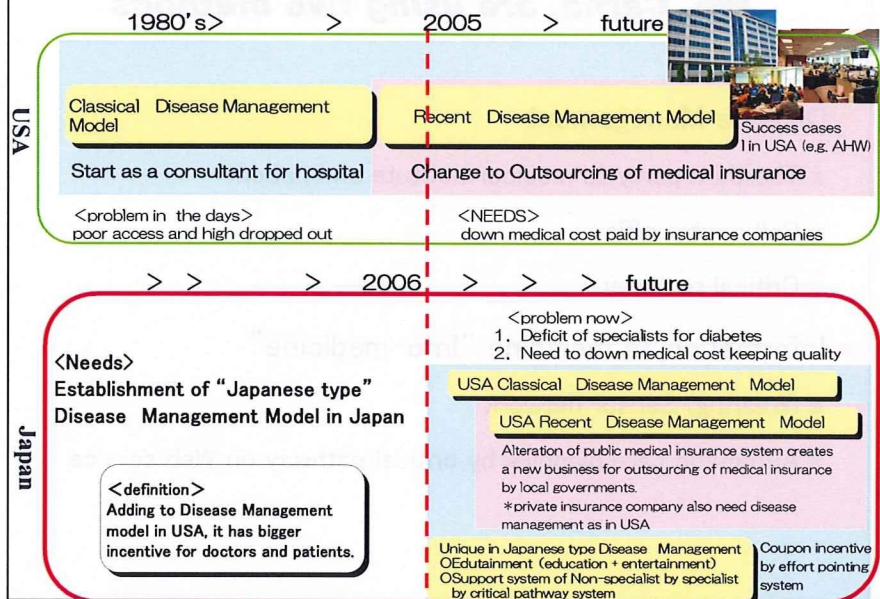 1980's> > 2005 > future
USA
Classical Disease Management
Model
Recent Disease Management Model
Success cases
in USA (e.g. AHW)
Start as a consultant for hospital
Change to Outsourcing of medical insurance
<problem in the days>
poor access and high dropped out
<NEEDS>
down medical cost paid by insurance companies
> > > 2006 > > > future
Japan
<Needs>
Establishment of "Japanese type"
Disease Management Model in Japan
<definition>
Adding to Disease Management
model in USA, it has bigger
incentive for doctors and patients.
<problem now>
1. Deficit of specialists for diabetes
2. Need to down medical cost keeping quality
USA Classical Disease Management Model
USA Recent Disease Management Model
Alteration of public medical insurance system creates
a new business for outsourcing of medical insurance
by local governments.
*private insurance company also need disease
management as in USA
Unique in Japanese type Disease Management
OEdutainment (education + entertainment)
OSupport system of Non-specialist by specialist
by critical pathway system
Coupon incentive
by effort pointing
system